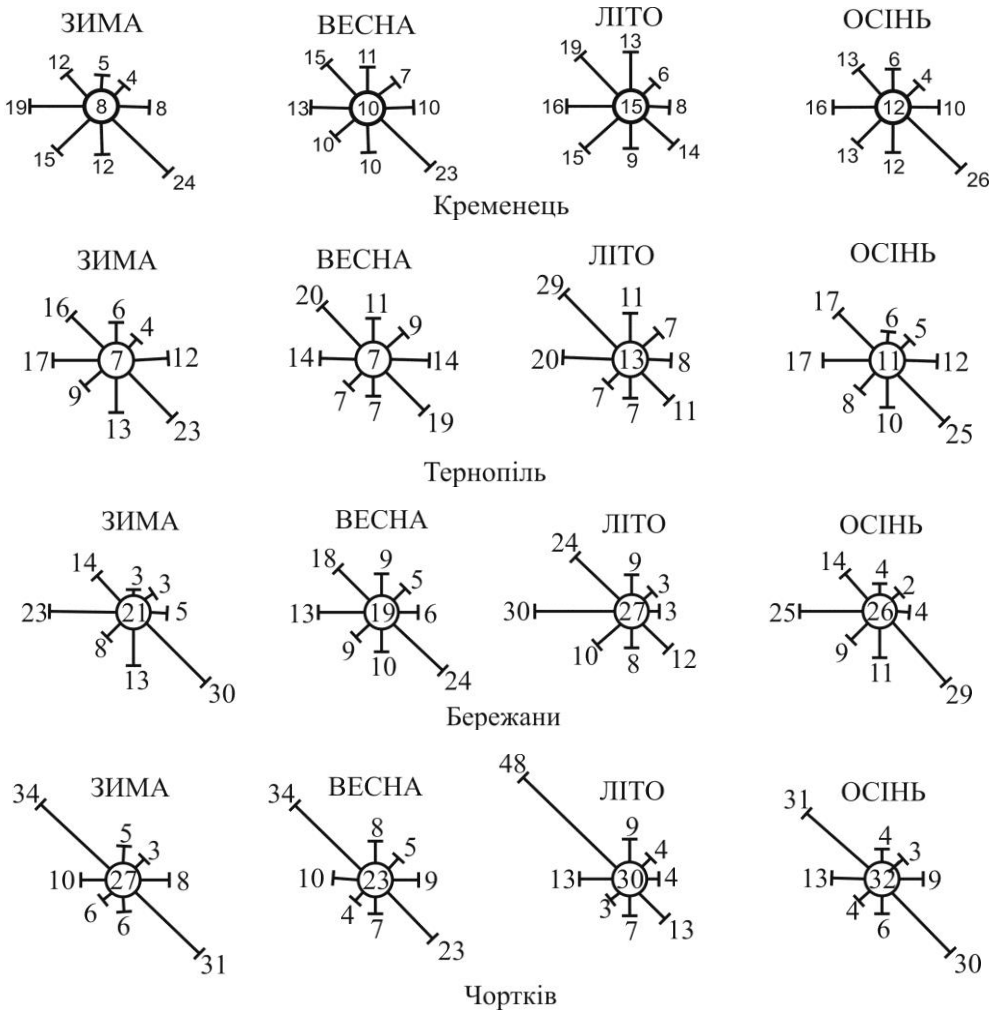 ЗИМА ВЕСНА ЛІТО ОСІНЬ
12 5 4 8 24 12 15 19 8
15 11 7 10 23 10 10 13 10
19 13 6 8 14 9 15 16 15
13 6 4 10 26 12 13 16 12
Кременець
ЗИМА ВЕСНА ЛІТО ОСІНЬ
16 6 4 12 23 13 9 17 7
20 11 9 14 19 7 7 14 7
29 11 7 8 11 7 7 20 13
17 6 5 12 25 10 8 17 11
Тернопіль
ЗИМА ВЕСНА ЛІТО ОСІНЬ
14 3 3 5 30 13 8 23 21
18 9 5 6 24 10 9 13 19
24 9 3 3 12 8 10 30 27
14 4 2 4 29 11 9 25 26
Бережани
ЗИМА ВЕСНА ЛІТО ОСІНЬ
34 5 3 8 31 6 6 10 27
34 8 5 9 23 7 4 10 23
48 9 4 4 13 7 3 13 30
31 4 3 9 30 6 4 13 32
Чортків